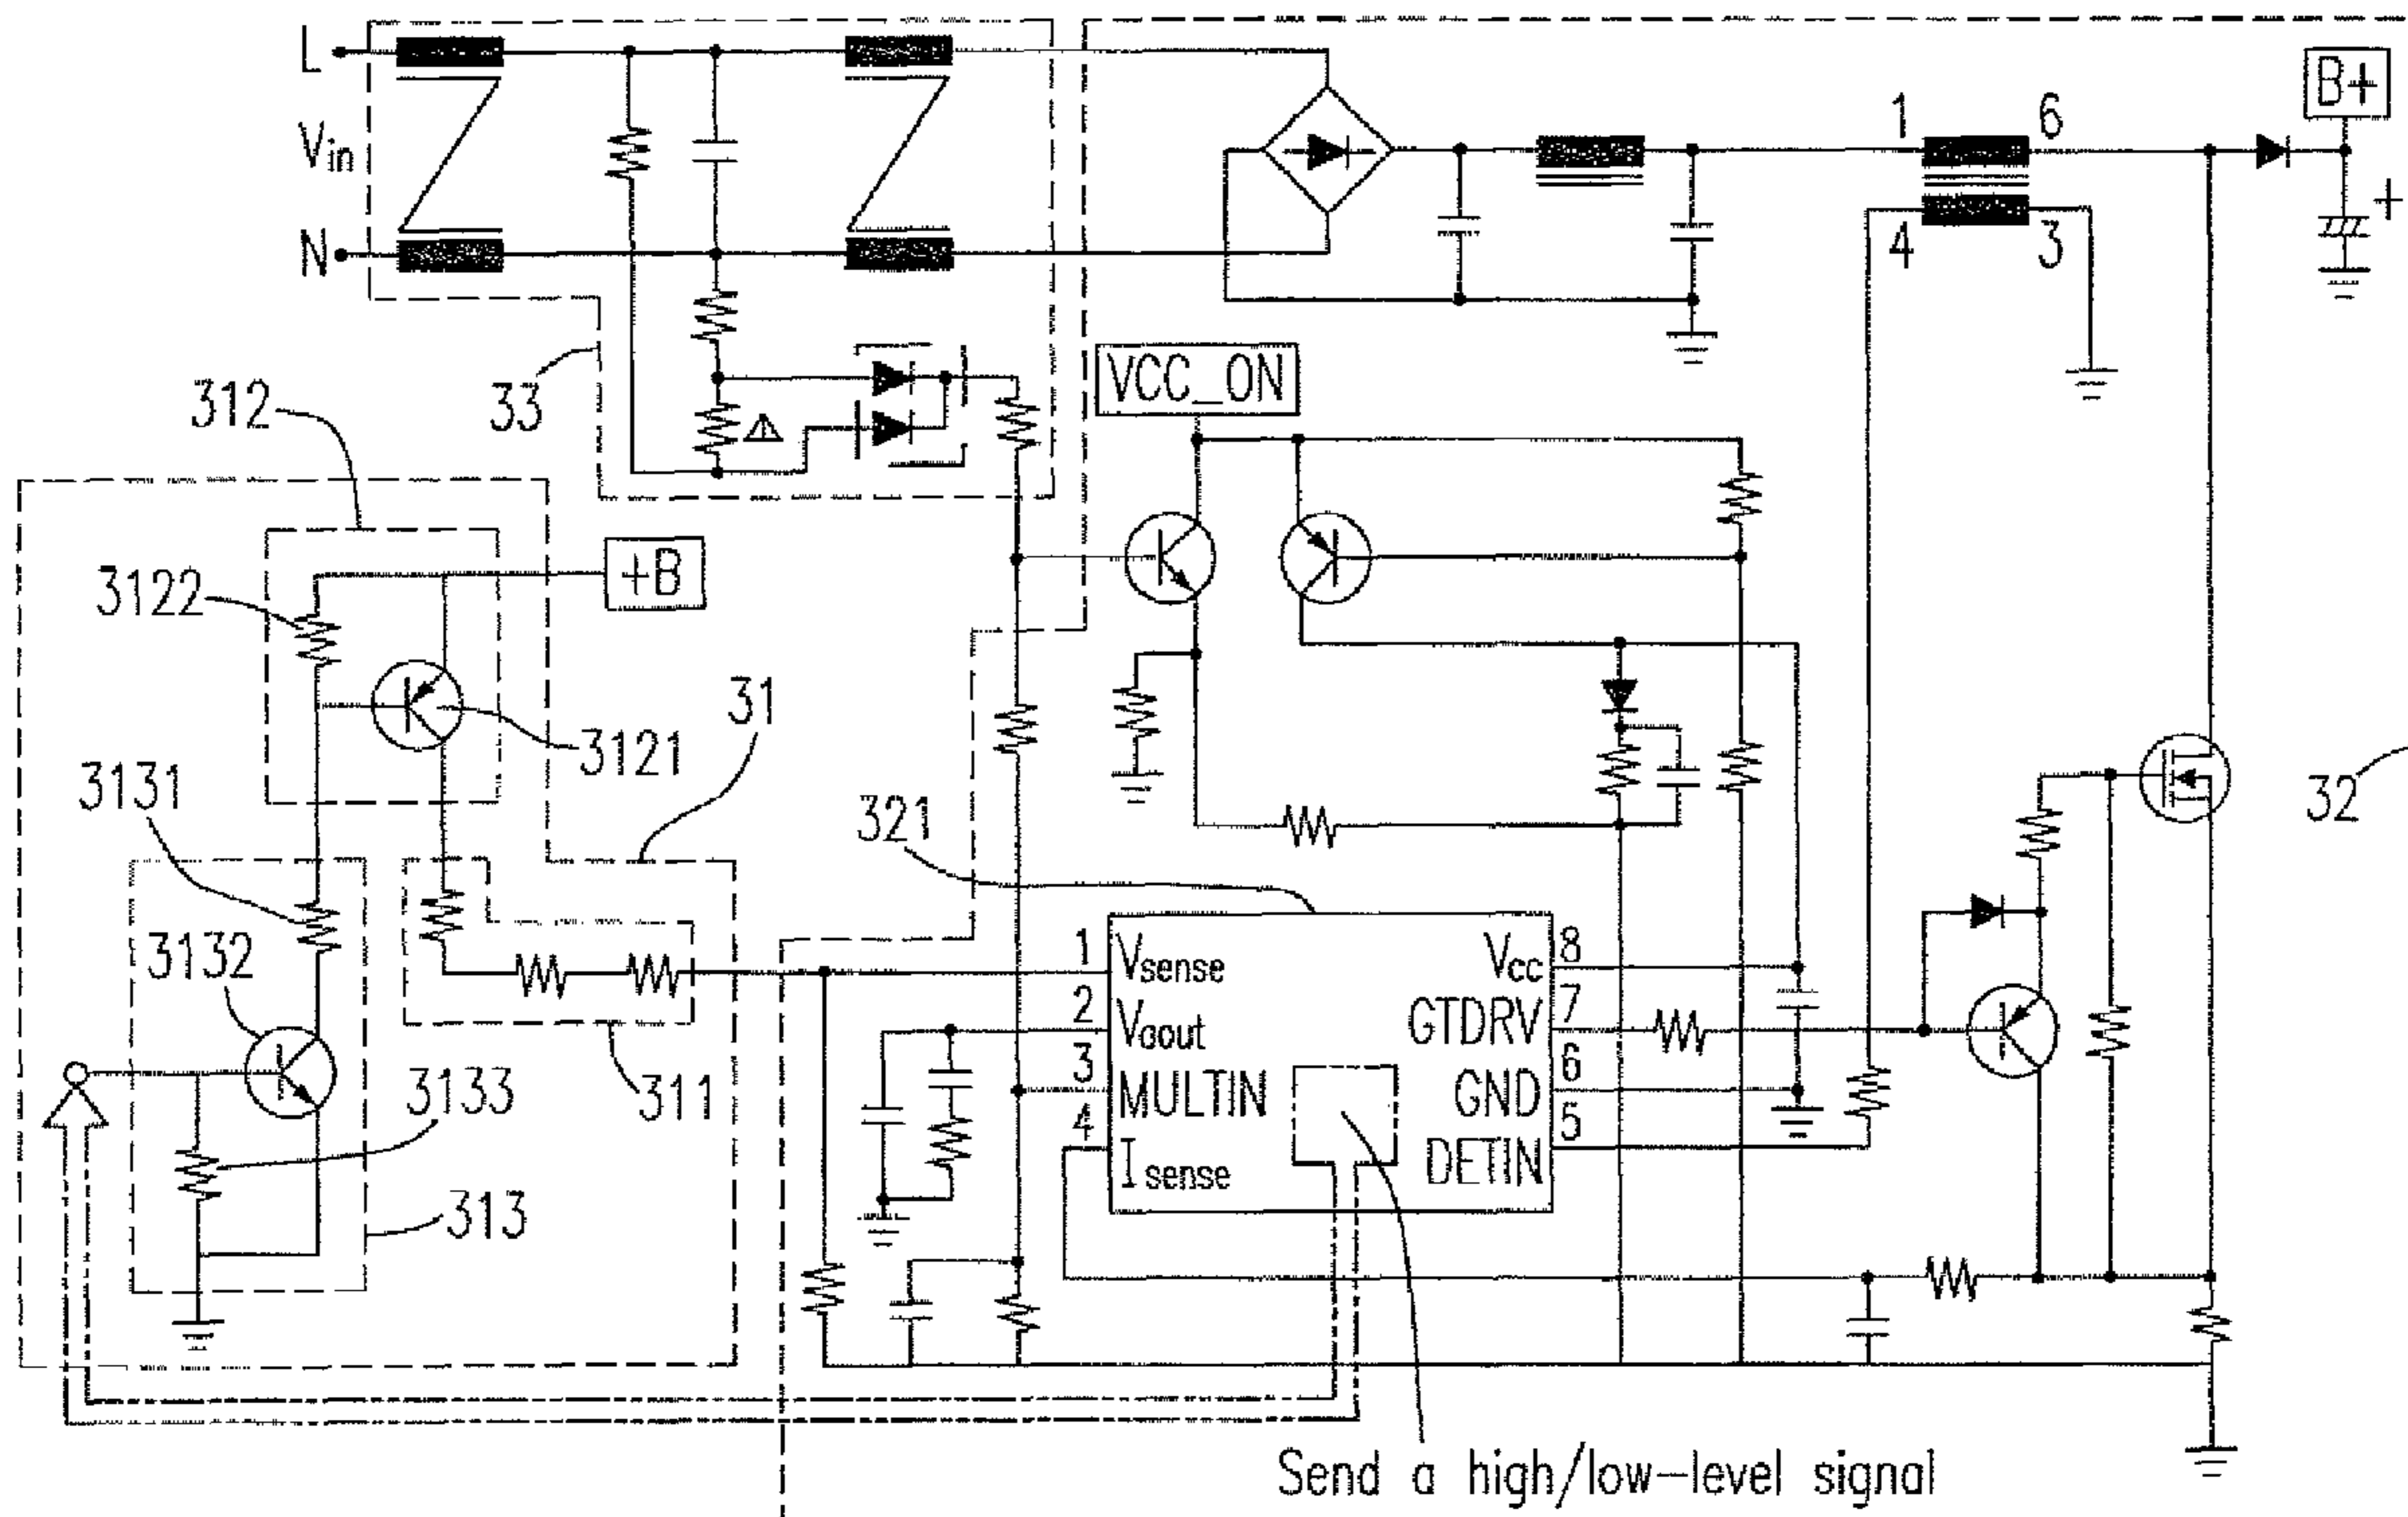 L
Vin
N
33
1
6
4
3
B+
+
VCC_ON
312
3122
+B
3121
31
3131
3132
3133
311
313
321
32
1
Vsense
2
Vaout
3
MULTIN
4
Isense
Vcc
8
GTDRV
7
GND
6
DETIN
5
Send a high/low-level signal